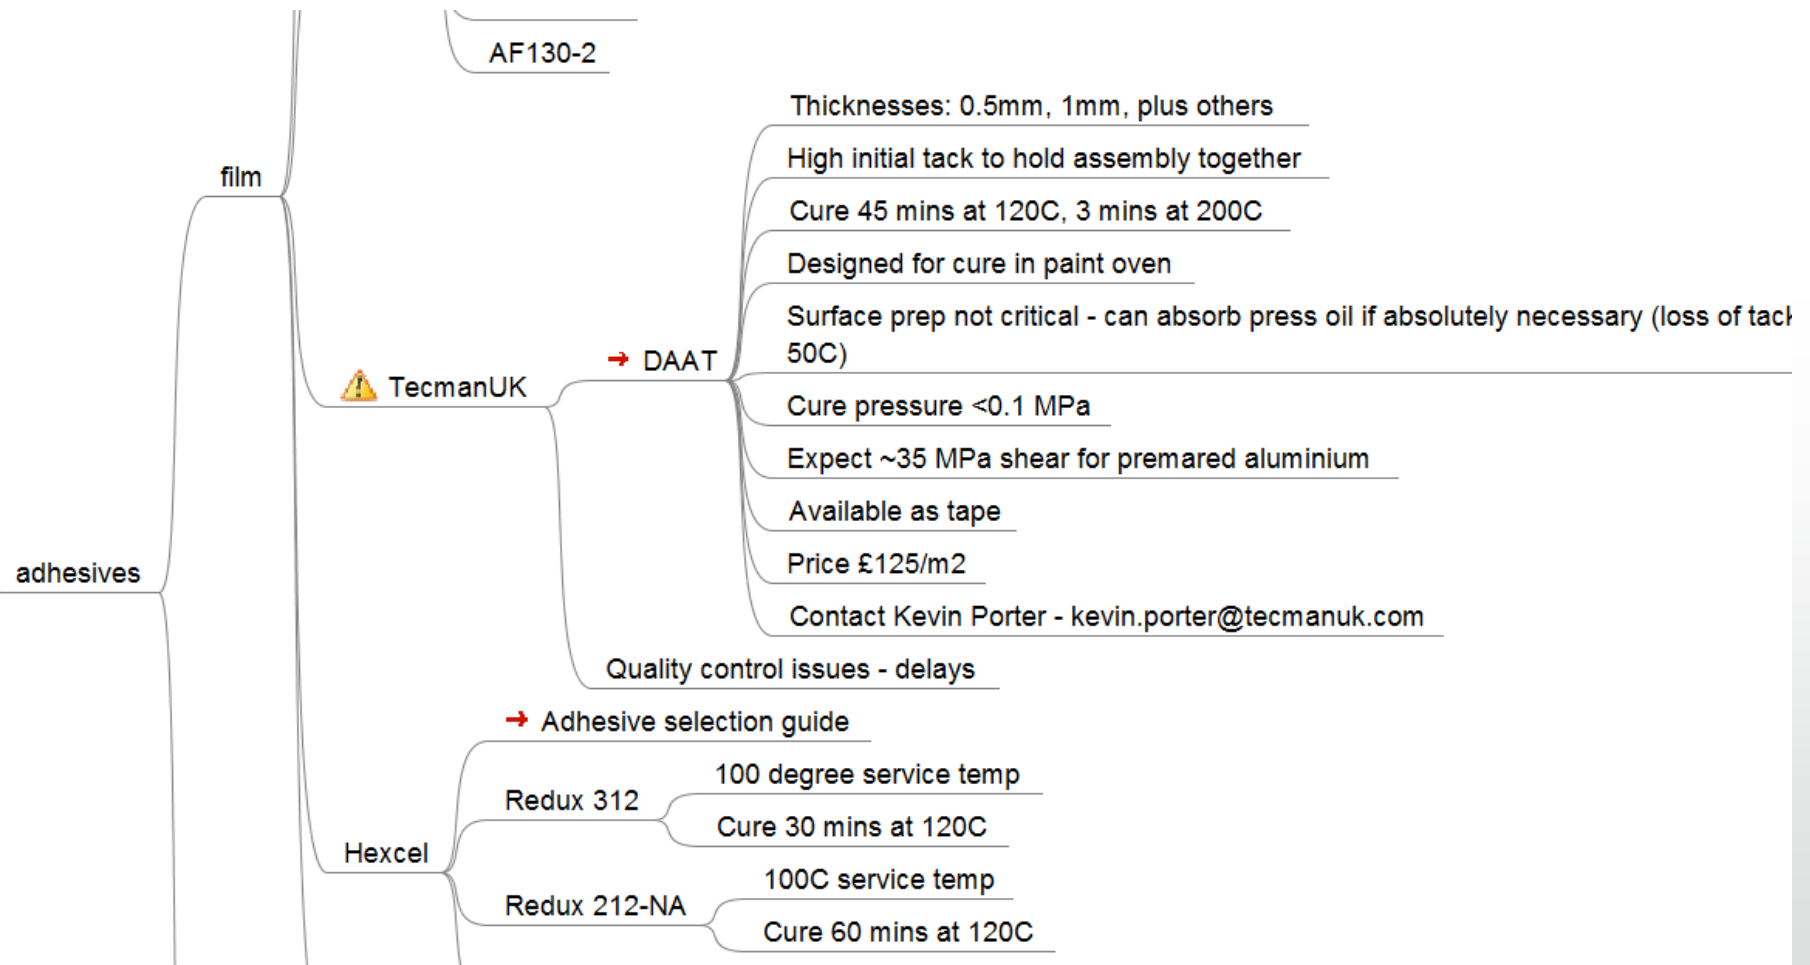 AF130-2
Thicknesses: 0.5mm, 1mm, plus others
High initial tack to hold assembly together
film
Cure 45 mins at 120C, 3 mins at 200C
Designed for cure in paint oven
Surface prep not critical - can absorb press oil if absolutely necessary (loss of tack
50C)
DAAT
TecmanUK
Cure pressure <0.1 MPa
Expect ~35 MPa shear for premared aluminium
Available as tape
Price £125/m2
adhesives
Contact Kevin Porter - kevin.porter@tecmanuk.com
Quality control issues - delays
Adhesive selection guide
100 degree service temp
Redux 312
Cure 30 mins at 120C
Hexcel
100C service temp
Redux 212-NA
Cure 60 mins at 120C